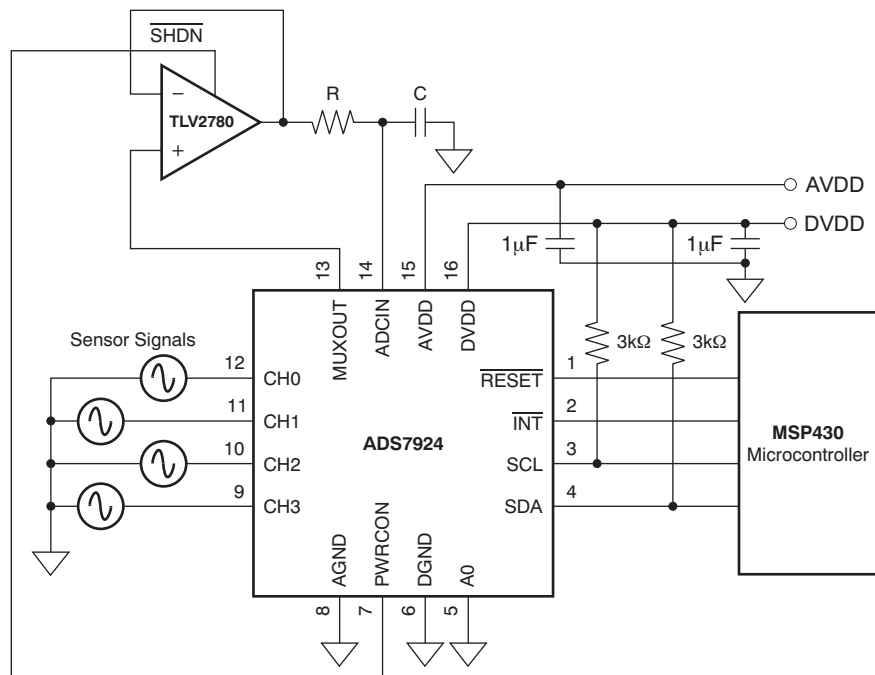 SHDN
R
C
−
TLV2780
+
AVDD
DVDD
1μF
1μF
13
14
15
16
MUXOUT
ADCIN
AVDD
DVDD
3kΩ
3kΩ
Sensor Signals
12
CH0
11
CH1
10
CH2
9
CH3
ADS7924
RESET
1
INT
2
SCL
3
SDA
4
MSP430
Microcontroller
AGND
PWRCON
DGND
A0
8
7
6
5